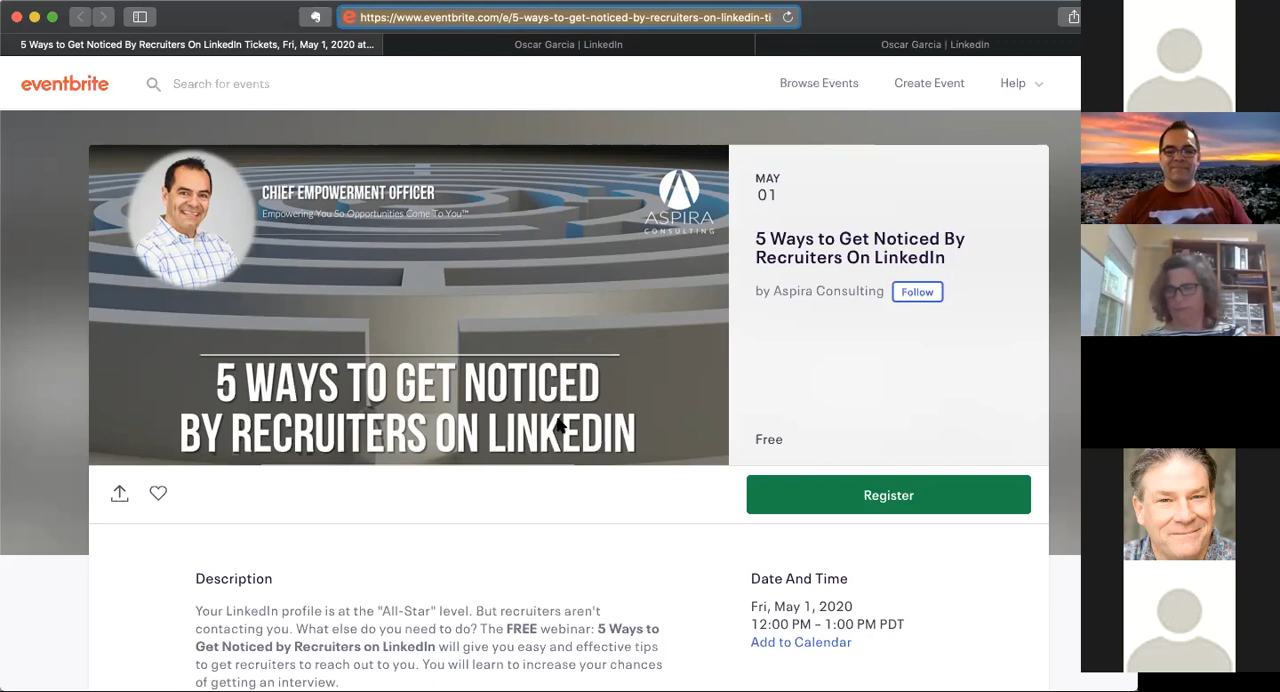 https://www.eventbrite.com/e/5-ways-to-get-noticed-by-recruiters-on-linkedin-ti
5 Ways to Get Noticed By Recruiters On LinkedIn Tickets, Fri, May 1, 2020 at...
Oscar Garcia | LinkedIn
Oscar Garcia | LinkedIn
eventbrite
Search for events
Browse Events
Create Event
Help
CHIEF EMPOWERMENT OFFICER
Empowering You So Opportunities Come To You™
ASPIRA
CONSULTING
5 WAYS TO GET NOTICED
BY RECRUITERS ON LINKEDIN
MAY
01
5 Ways to Get Noticed By
Recruiters On LinkedIn
by Aspira Consulting
Follow
Free
Register
Description
Your LinkedIn profile is at the "All-Star" level. But recruiters aren't
contacting you. What else do you need to do? The FREE webinar: 5 Ways to
Get Noticed by Recruiters on LinkedIn will give you easy and effective tips
to get recruiters to reach out to you. You will learn to increase your chances
of getting an interview.
Date And Time
Fri, May 1, 2020
12:00 PM – 1:00 PM PDT
Add to Calendar